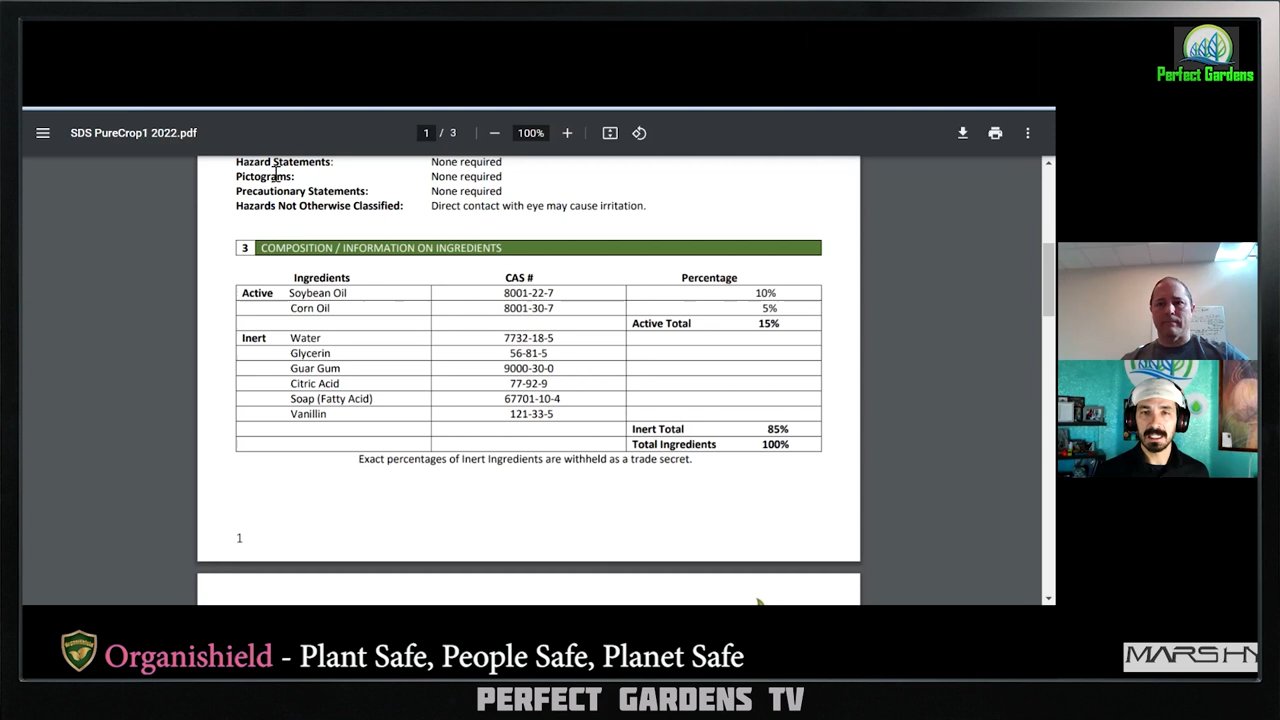 Perfect Gardens
SDS PureCrop1 2022.pdf
1 / 3
100%
Hazard Statements: None required
Pictograms: None required
Precautionary Statements: None required
Hazards Not Otherwise Classified: Direct contact with eye may cause irritation.
3 COMPOSITION / INFORMATION ON INGREDIENTS
Ingredients CAS # Percentage
Active Soybean Oil 8001-22-7 10%
Corn Oil 8001-30-7 5%
Active Total 15%
Inert Water 7732-18-5
Glycerin 56-81-5
Guar Gum 9000-30-0
Citric Acid 77-92-9
Soap (Fatty Acid) 67701-10-4
Vanillin 121-33-5
Inert Total 85%
Total Ingredients 100%
Exact percentages of Inert Ingredients are withheld as a trade secret.
1
Organishield - Plant Safe, People Safe, Planet Safe
MARSHY
PERFECT GARDENS TV